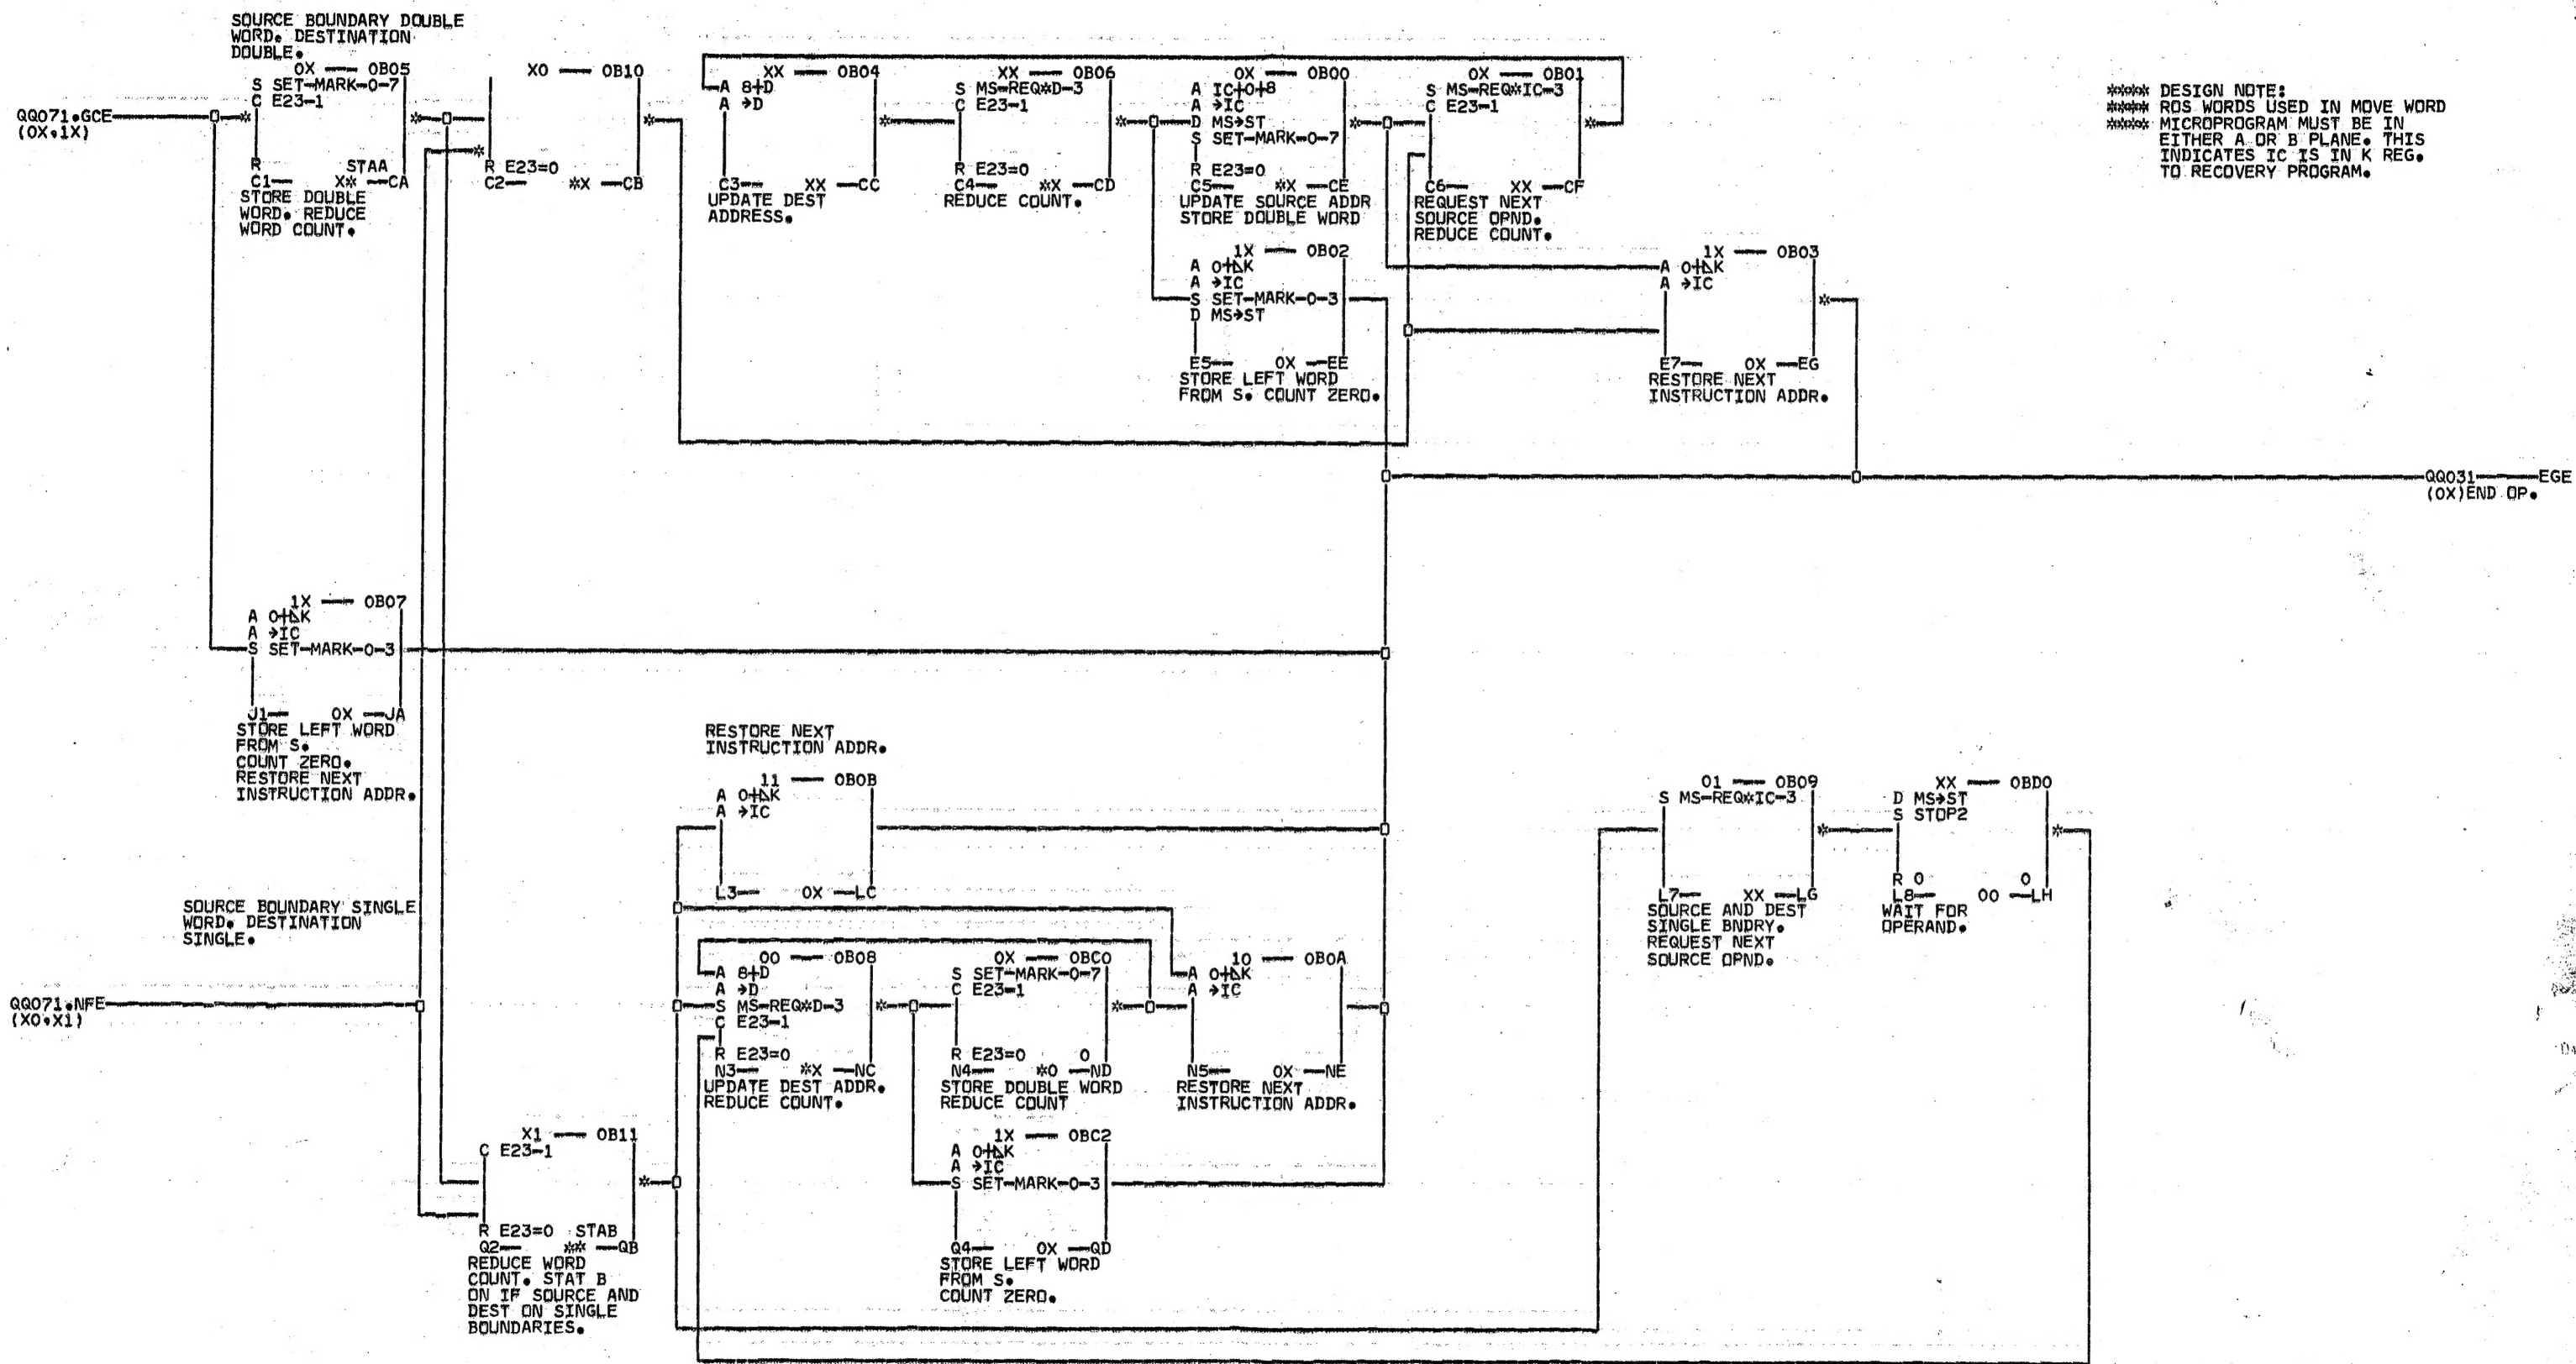 SOURCE BOUNDARY DOUBLE
WORD. DESTINATION
DOUBLE.
QQ071.GCE
(0X,1X)
0X — 0B05
S SET-MARK-0-7
C E23-1
R STAA
C1— X* —CA
STORE DOUBLE
WORD. REDUCE
WORD COUNT.
X0 — 0B10
R E23=0
C2— *X —CB
XX — 0B04
A 8+D
A →D
C3— XX —CC
UPDATE DEST
ADDRESS.
XX — 0B06
S MS-REQ*D-3
C E23-1
R E23=0
C4— *X —CD
REDUCE COUNT.
0X — 0B00
A IC+0+8
A →IC
D MS→ST
S SET-MARK-0-7
R E23=0
C5— *X —CE
UPDATE SOURCE ADDR
STORE DOUBLE WORD
0X — 0B01
S MS-REQ*IC-3
C E23-1
C6— XX —CF
REQUEST NEXT
SOURCE OPND.
REDUCE COUNT.
**** DESIGN NOTE:
**** ROS WORDS USED IN MOVE WORD
**** MICROPROGRAM MUST BE IN
EITHER A OR B PLANE. THIS
INDICATES IC IS IN K REG.
TO RECOVERY PROGRAM.
1X — 0B02
A 0+K
A →IC
S SET-MARK-0-3
D MS→ST
E5— 0X —EE
STORE LEFT WORD
FROM S. COUNT ZERO.
1X — 0B03
A 0+K
A →IC
E7— 0X —EG
RESTORE NEXT
INSTRUCTION ADDR.
QQ031 — EGE
(0X)END OP.
1X — 0B07
A 0+K
A →IC
S SET-MARK-0-3
J1— 0X —JA
STORE LEFT WORD
FROM S.
COUNT ZERO.
RESTORE NEXT
INSTRUCTION ADDR.
RESTORE NEXT
INSTRUCTION ADDR.
11 — 0B0B
A 0+K
A →IC
L3— 0X —LC
01 — 0B09
S MS-REQ*IC-3
L7— XX —LG
SOURCE AND DEST
SINGLE BNDRY.
REQUEST NEXT
SOURCE OPND.
XX — 0BD0
D MS→ST
S STOP2
R 0 0
L8— 00 —LH
WAIT FOR
OPERAND.
SOURCE BOUNDARY SINGLE
WORD. DESTINATION
SINGLE.
QQ071.NFE
(X0,X1)
00 — 0B08
A 8+D
A →D
S MS-REQ*D-3
C E23-1
R E23=0
N3— *X —NC
UPDATE DEST ADDR.
REDUCE COUNT.
0X — 0BC0
S SET-MARK-0-7
C E23-1
R E23=0 0
N4— *0 —ND
STORE DOUBLE WORD
REDUCE COUNT
10 — 0B0A
A 0+K
A →IC
N5— 0X —NE
RESTORE NEXT
INSTRUCTION ADDR.
X1 — 0B11
C E23-1
R E23=0 STAB
Q2— ** —QB
REDUCE WORD
COUNT. STAT B
ON IF SOURCE AND
DEST ON SINGLE
BOUNDARIES.
1X — 0BC2
A 0+K
A →IC
S SET-MARK-0-3
Q4— 0X —QD
STORE LEFT WORD
FROM S.
COUNT ZERO.